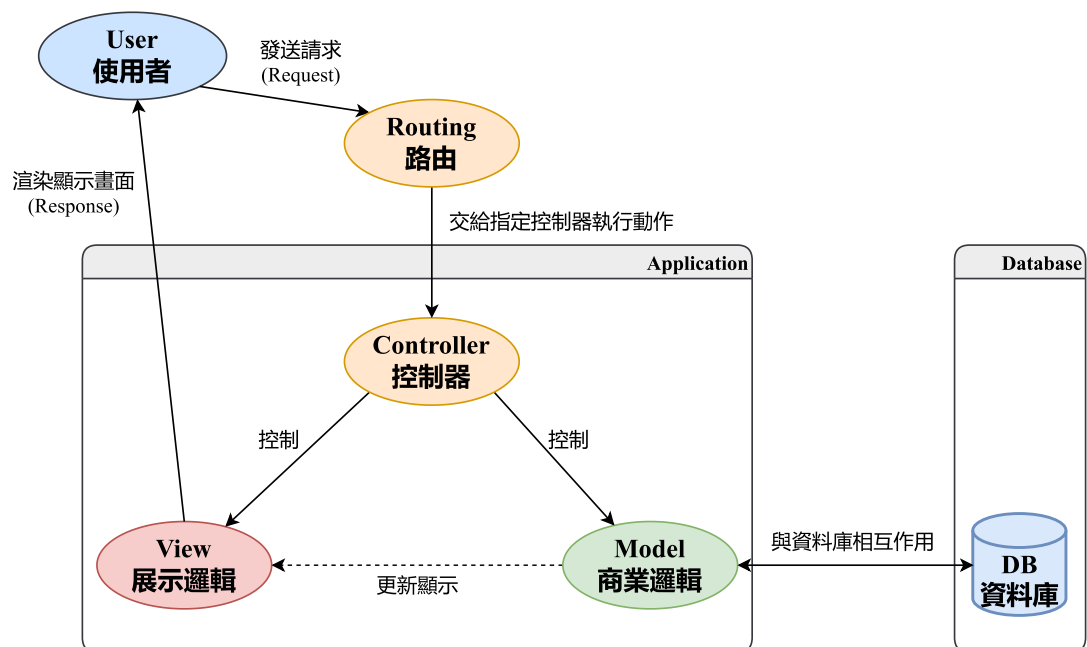 User
使用者
發送請求
(Request)
Routing
路由
渲染顯示畫面
(Response)
交給指定控制器執行動作
Application
Database
Controller
控制器
控制
控制
View
展示邏輯
更新顯示
Model
商業邏輯
與資料庫相互作用
DB
資料庫